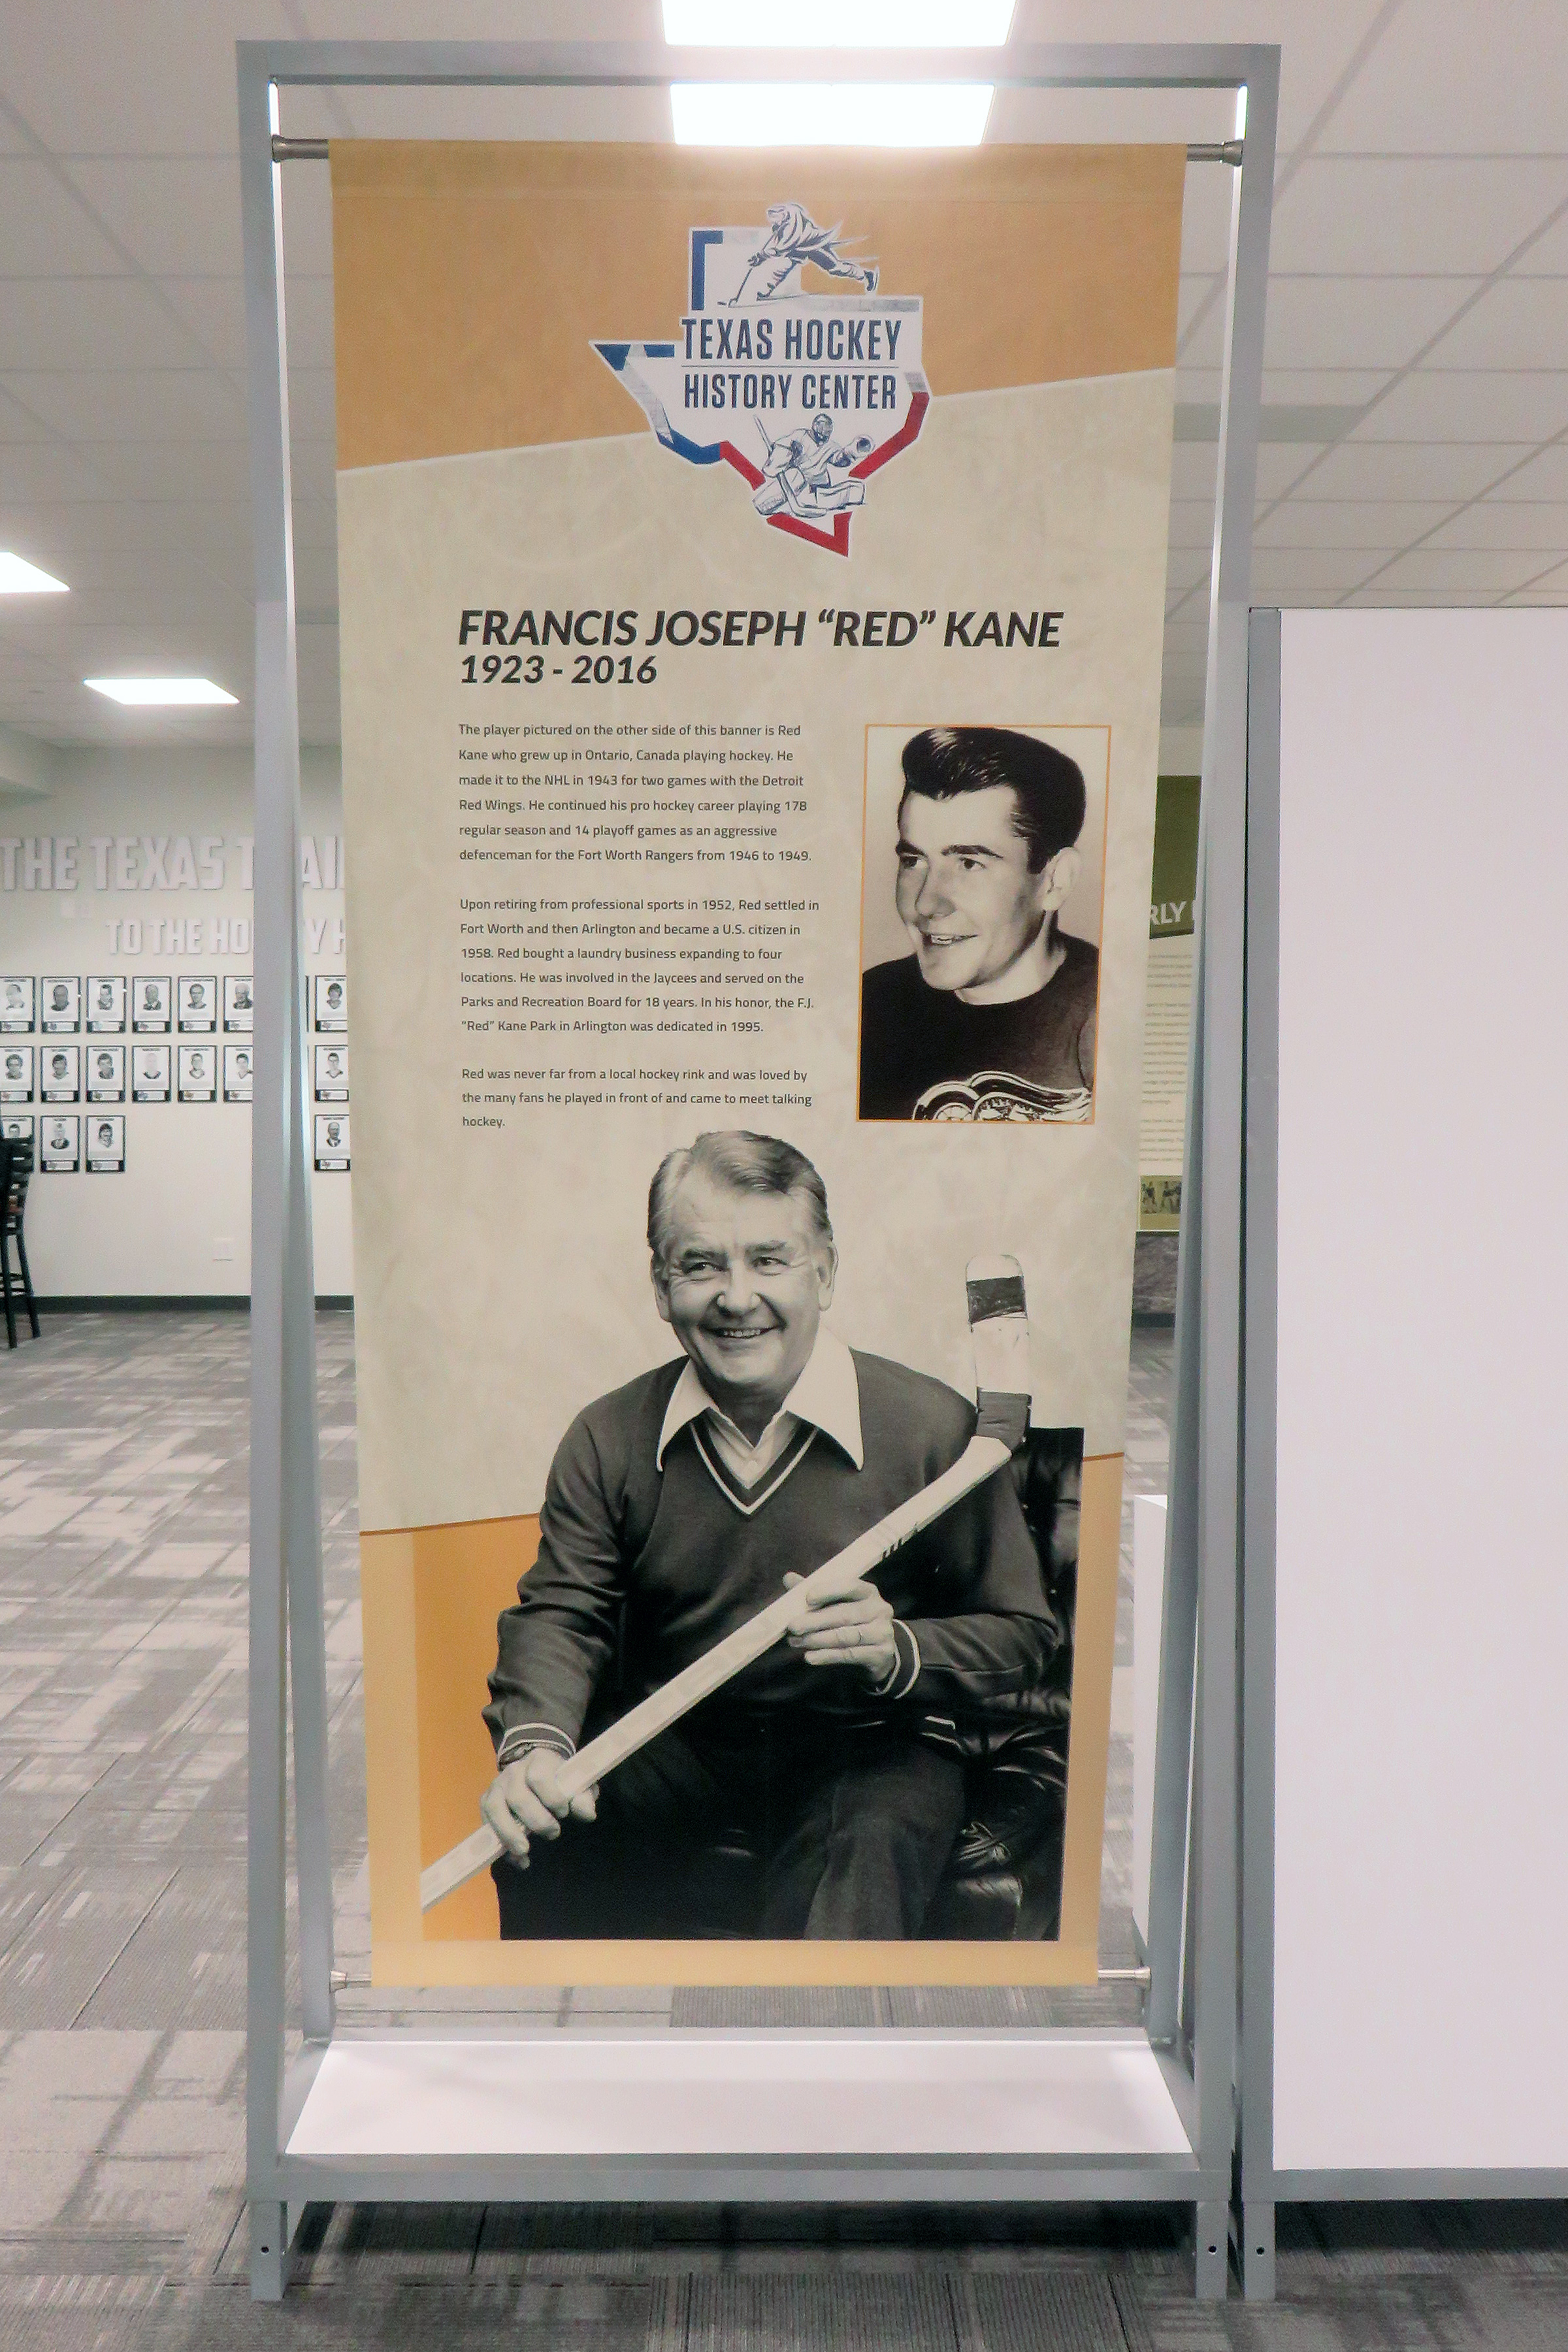 TEXAS HOCKEY
HISTORY CENTER
FRANCIS JOSEPH “RED” KANE
1923 - 2016
The player pictured on the other side of this banner is Red
Kane who grew up in Ontario, Canada playing hockey. He
made it to the NHL in 1943 for two games with the Detroit
Red Wings. He continued his pro hockey career playing 178
regular season and 14 playoff games as an aggressive
defenceman for the Fort Worth Rangers from 1946 to 1949.
Upon retiring from professional sports in 1952, Red settled in
Fort Worth and then Arlington and became a U.S. citizen in
1958. Red bought a laundry business expanding to four
locations. He was involved in the Jaycees and served on the
Parks and Recreation Board for 18 years. In his honor, the F.J.
"Red" Kane Park in Arlington was dedicated in 1995.
Red was never far from a local hockey rink and was loved by
the many fans he played in front of and came to meet talking
hockey.
THE TEXAS
TO THE